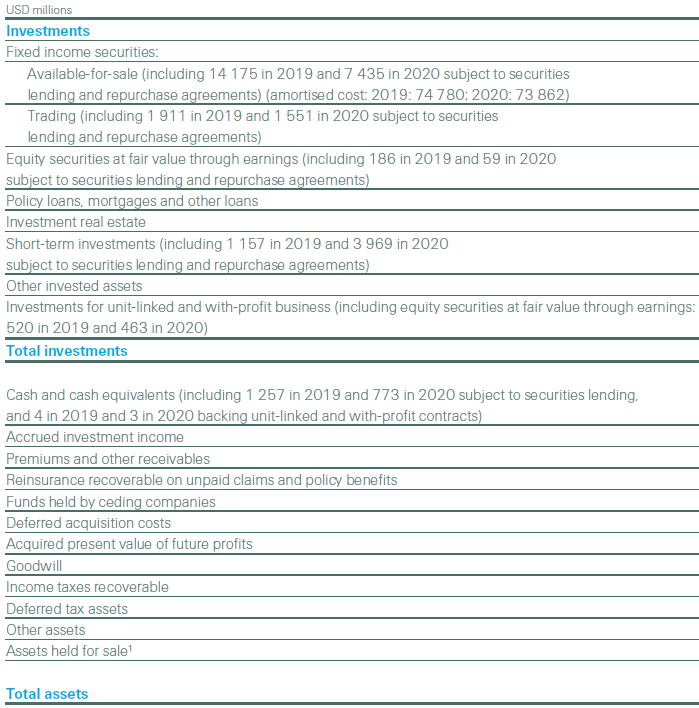 USD millions
Investments
Fixed income securities:
Available-for-sale (including 14 175 in 2019 and 7 435 in 2020 subject to securities
lending and repurchase agreements) (amortised cost: 2019: 74 780; 2020: 73 862)
Trading (including 1 911 in 2019 and 1 551 in 2020 subject to securities
lending and repurchase agreements)
Equity securities at fair value through earnings (including 186 in 2019 and 59 in 2020
subject to securities lending and repurchase agreements)
Policy loans, mortgages and other loans
Investment real estate
Short-term investments (including 1 157 in 2019 and 3 969 in 2020
subject to securities lending and repurchase agreements)
Other invested assets
Investments for unit-linked and with-profit business (including equity securities at fair value through earnings:
520 in 2019 and 463 in 2020)
Total investments
Cash and cash equivalents (including 1 257 in 2019 and 773 in 2020 subject to securities lending,
and 4 in 2019 and 3 in 2020 backing unit-linked and with-profit contracts)
Accrued investment income
Premiums and other receivables
Reinsurance recoverable on unpaid claims and policy benefits
Funds held by ceding companies
Deferred acquisition costs
Acquired present value of future profits
Goodwill
Income taxes recoverable
Deferred tax assets
Other assets
Assets held for sale¹
Total assets